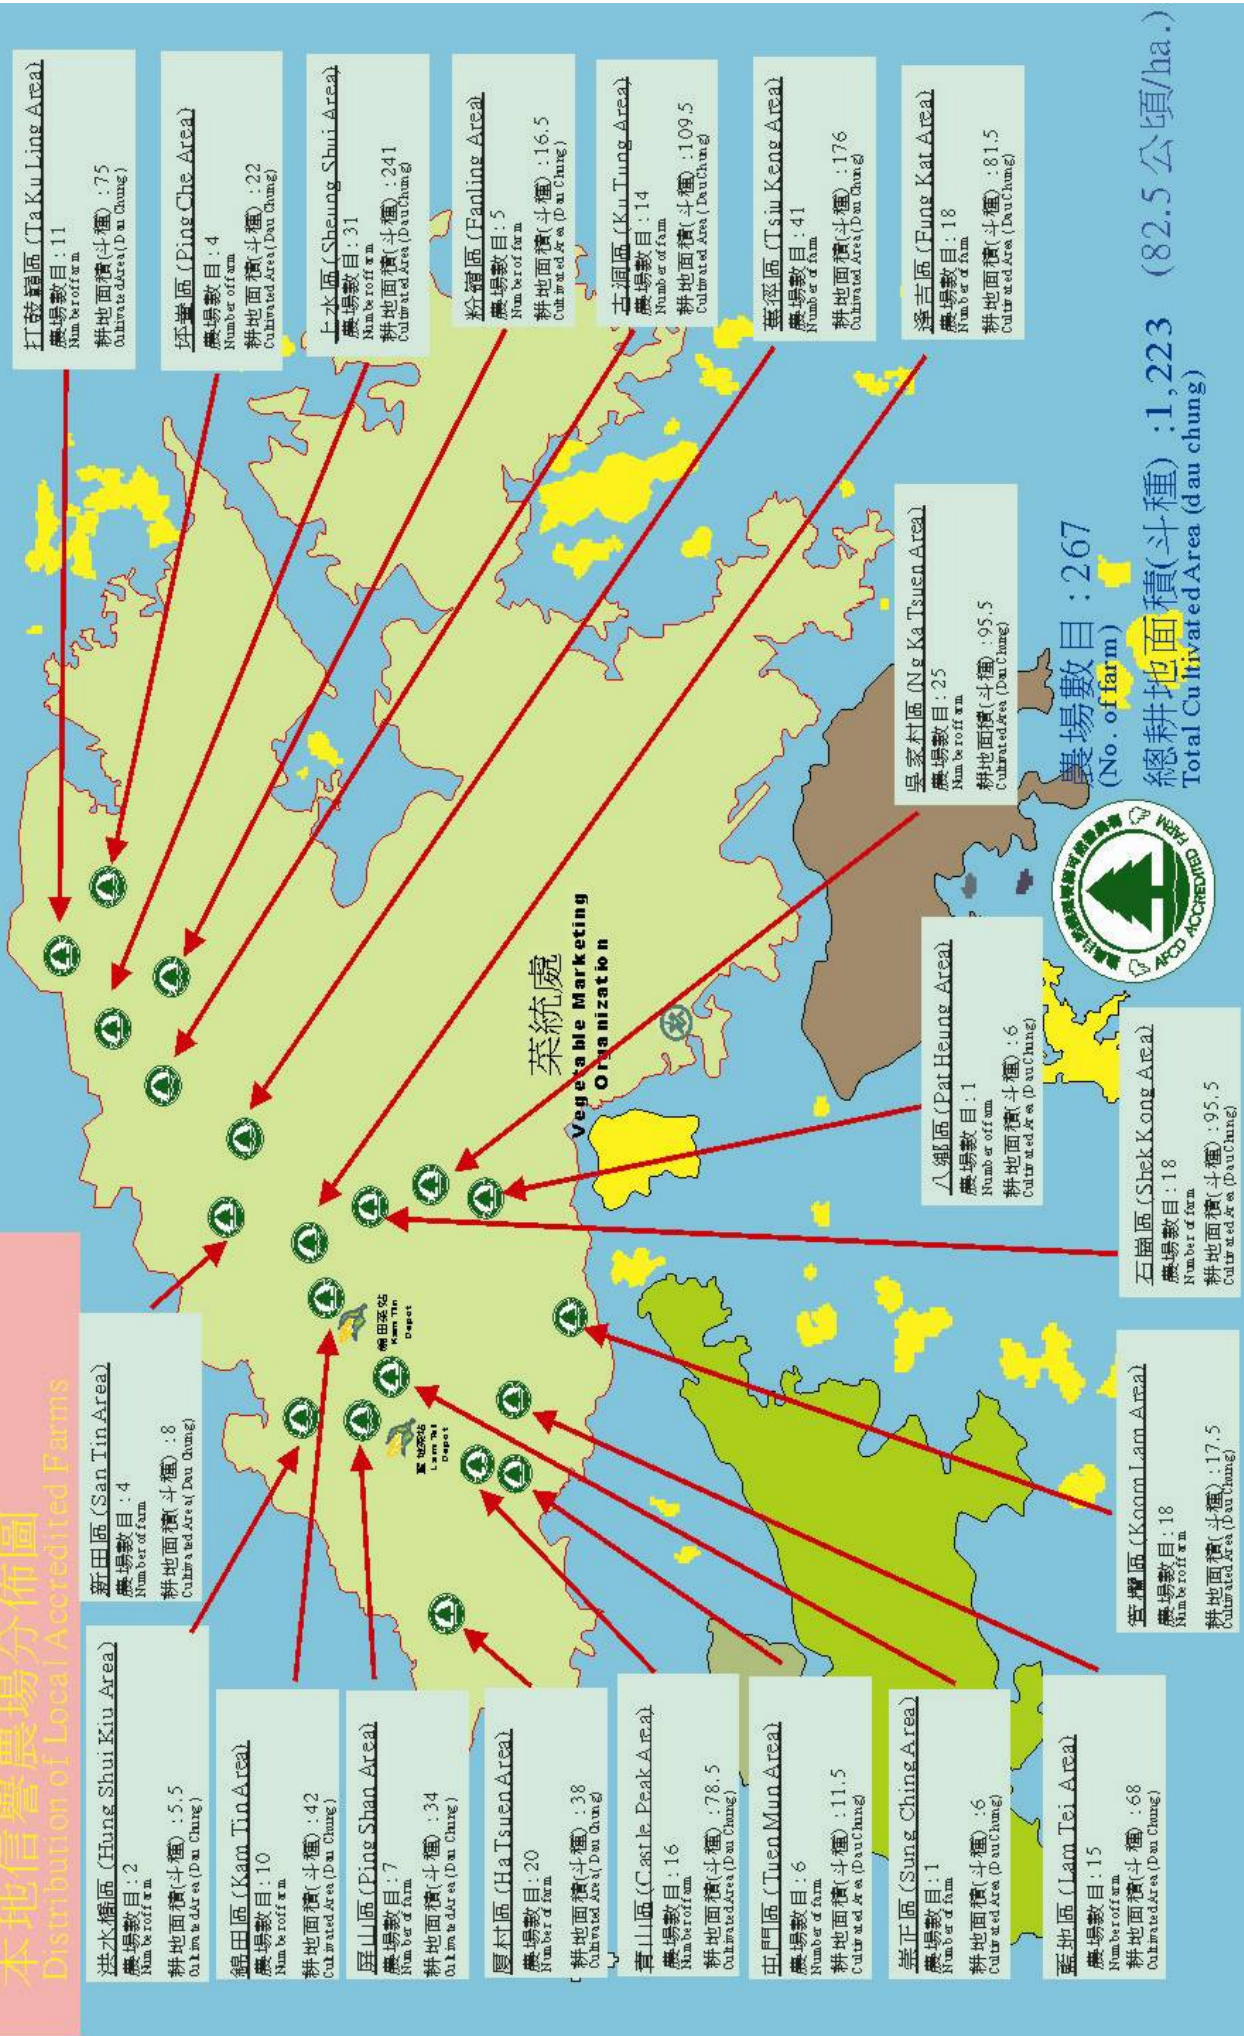 本地信譽農場分佈圖
Distribution of Local Accredited Farms
洪水橋區 (Hung Shui Kiu Area)
農場數目 : 2
Number of farm
耕地面積(斗種) : 5.5
Cultivated Area (Dau Chung)
新田區 (San Tin Area)
農場數目 : 4
Number of farm
耕地面積(斗種) : 8
Cultivated Area (Dau Chung)
打鼓嶺區 (Ta Ku Ling Area)
農場數目 : 11
Number of farm
耕地面積(斗種) : 75
Cultivated Area (Dau Chung)
錦田區 (Kam Tin Area)
農場數目 : 10
Number of farm
耕地面積(斗種) : 42
Cultivated Area (Dau Chung)
坪輋區 (Ping Che Area)
農場數目 : 4
Number of farm
耕地面積(斗種) : 22
Cultivated Area (Dau Chung)
屏山區 (Ping Shan Area)
農場數目 : 7
Number of farm
耕地面積(斗種) : 34
Cultivated Area (Dau Chung)
上水區 (Sheung Shui Area)
農場數目 : 31
Number of farm
耕地面積(斗種) : 241
Cultivated Area (Dau Chung)
錦田菜站
Kam Tin
Depot
藍地菜站
Lam Tei
Depot
厦村區 (Ha Tsuen Area)
農場數目 : 20
Number of farm
耕地面積(斗種) : 38
Cultivated Area (Dau Chung)
粉嶺區 (Fanling Area)
農場數目 : 5
Number of farm
耕地面積(斗種) : 16.5
Cultivated Area (Dau Chung)
菜統處
Vegetable Marketing
Organization
青山區 (Castle Peak Area)
農場數目 : 16
Number of farm
耕地面積(斗種) : 78.5
Cultivated Area (Dau Chung)
古洞區 (Ku Tung Area)
農場數目 : 14
Number of farm
耕地面積(斗種) : 109.5
Cultivated Area (Dau Chung)
屯門區 (Tuen Mun Area)
農場數目 : 6
Number of farm
耕地面積(斗種) : 11.5
Cultivated Area (Dau Chung)
蕉徑區 (Tsiu Keng Area)
農場數目 : 41
Number of farm
耕地面積(斗種) : 176
Cultivated Area (Dau Chung)
崇正區 (Sung Ching Area)
農場數目 : 1
Number of farm
耕地面積(斗種) : 6
Cultivated Area (Dau Chung)
八鄉區 (Pat Heung Area)
農場數目 : 1
Number of farm
耕地面積(斗種) : 6
Cultivated Area (Dau Chung)
吳家村區 (Ng Ka Tsuen Area)
農場數目 : 25
Number of farm
耕地面積(斗種) : 95.5
Cultivated Area (Dau Chung)
逢吉區 (Fung Kat Area)
農場數目 : 18
Number of farm
耕地面積(斗種) : 81.5
Cultivated Area (Dau Chung)
藍地區 (Lam Tei Area)
農場數目 : 15
Number of farm
耕地面積(斗種) : 68
Cultivated Area (Dau Chung)
管欖區 (Koom Lam Area)
農場數目 : 18
Number of farm
耕地面積(斗種) : 17.5
Cultivated Area (Dau Chung)
石崗區 (Shek Kong Area)
農場數目 : 18
Number of farm
耕地面積(斗種) : 95.5
Cultivated Area (Dau Chung)
AFCD ACCREDITED FARM
農場數目 : 267
(No. of farm)
總耕地面積(斗種) : 1,223 (82.5 公頃/ha.)
Total Cultivated Area (dau chung)